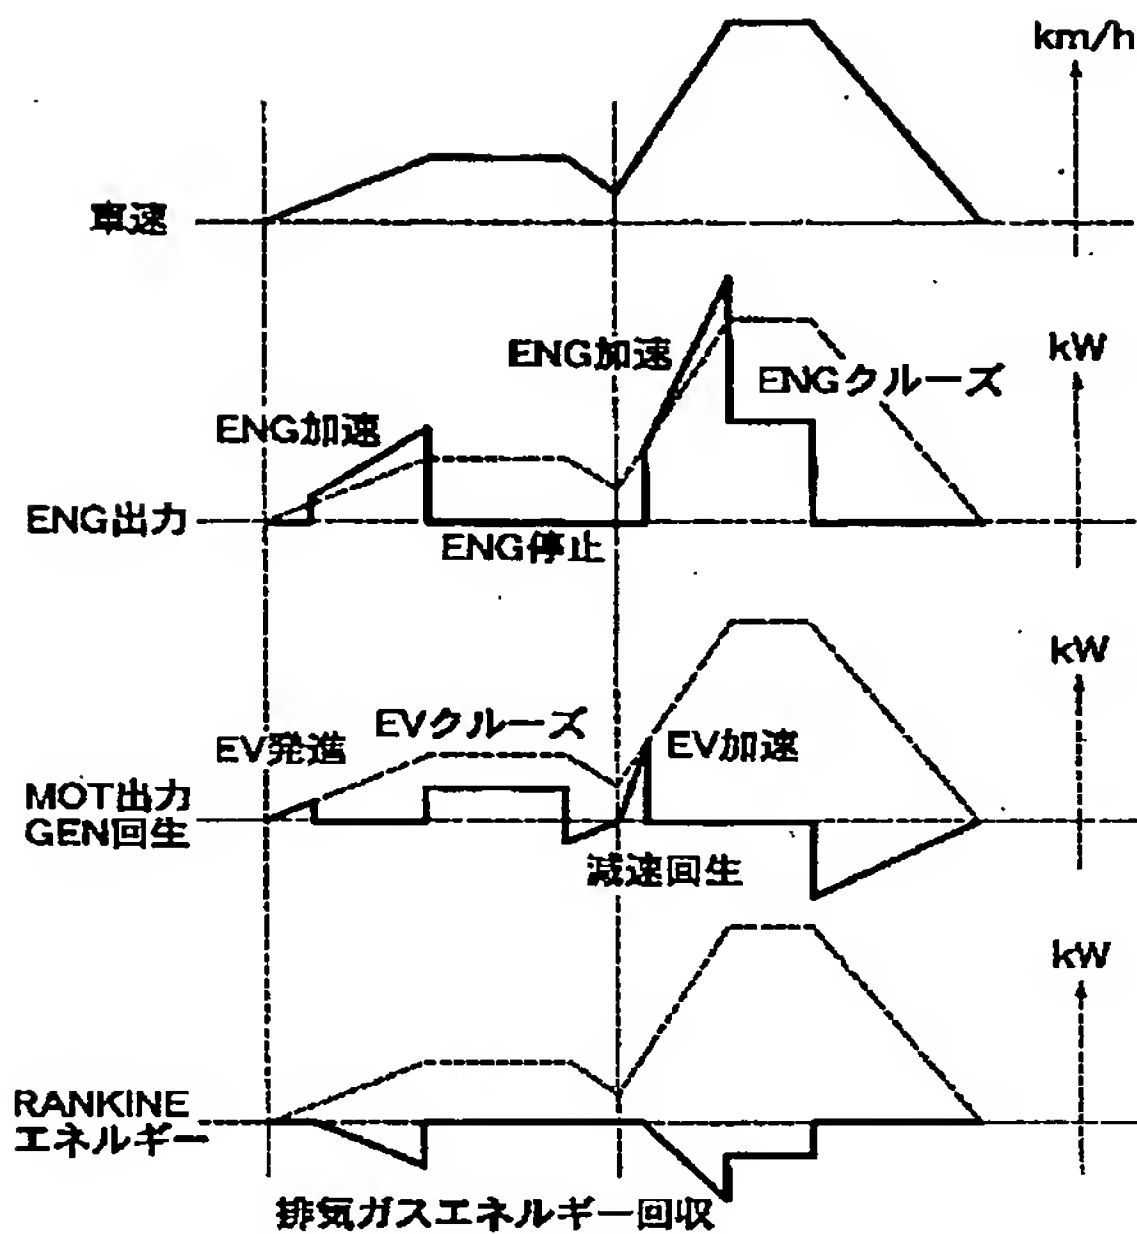 km/h
車速
ENG加速
kW
ENGクルーズ
ENG加速
ENG出力
ENG停止
kW
EVクルーズ
EV発進
EV加速
MOT出力
GEN回生
減速回生
kW
RANKINE
エネルギー
排気ガスエネルギー回収